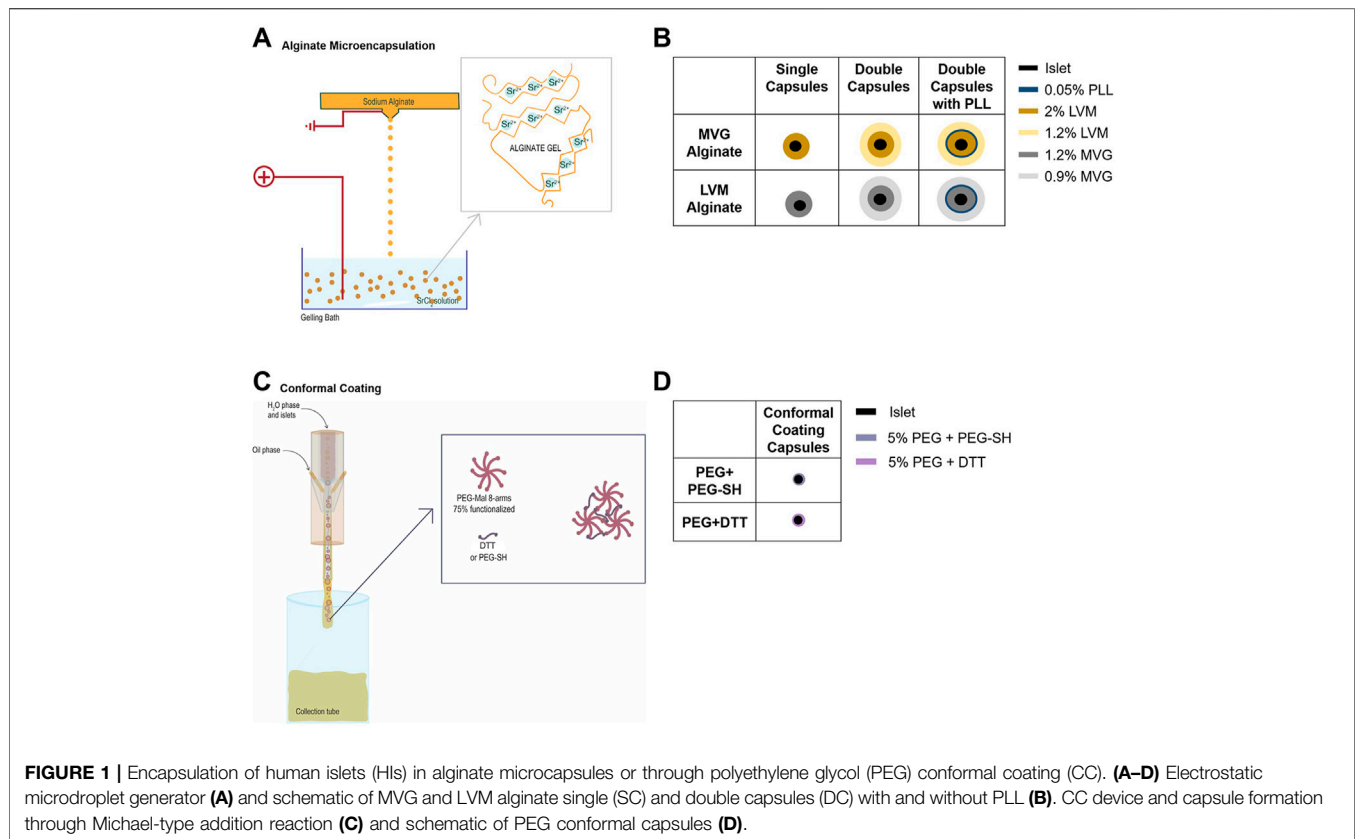 A Alginate Microencapsulation
Sodium Alginate
Sr2+ Sr2+ Sr2+
Sr2+ Sr2+ Sr2+ Sr2+
ALGINATE GEL
Sr2+
Sr2+
Sr2+
SrCl2solution
Gelling Bath
B
Single Capsules
Double Capsules
Double Capsules with PLL
MVG Alginate
LVM Alginate
Islet
0.05% PLL
2% LVM
1.2% LVM
1.2% MVG
0.9% MVG
C Conformal Coating
H2O phase
and islets
Oil phase
PEG-Mal 8-arms
75% functionalized
DTT
or PEG-SH
Collection tube
D
Conformal
Coating
Capsules
PEG+
PEG-SH
PEG+DTT
Islet
5% PEG + PEG-SH
5% PEG + DTT
FIGURE 1 | Encapsulation of human islets (HIs) in alginate microcapsules or through polyethylene glycol (PEG) conformal coating (CC). (A–D) Electrostatic
microdroplet generator (A) and schematic of MVG and LVM alginate single (SC) and double capsules (DC) with and without PLL (B). CC device and capsule formation
through Michael-type addition reaction (C) and schematic of PEG conformal capsules (D).